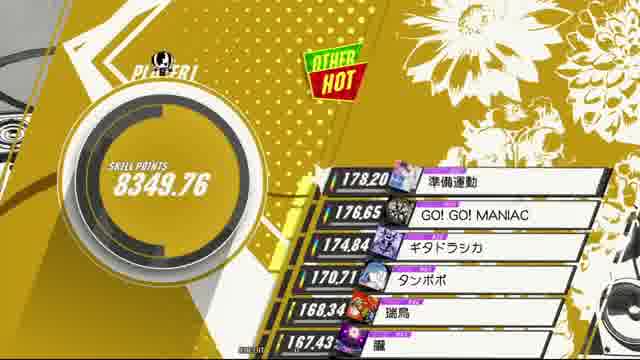 PLAYER1
OTHER
HOT
SKILL POINTS
8349.76
178,20 準備運動
176,65 GO! GO! MANIAC
174,84 ギタドラシカ
170,71 タンポポ
168,34 瑞鳥
167,43